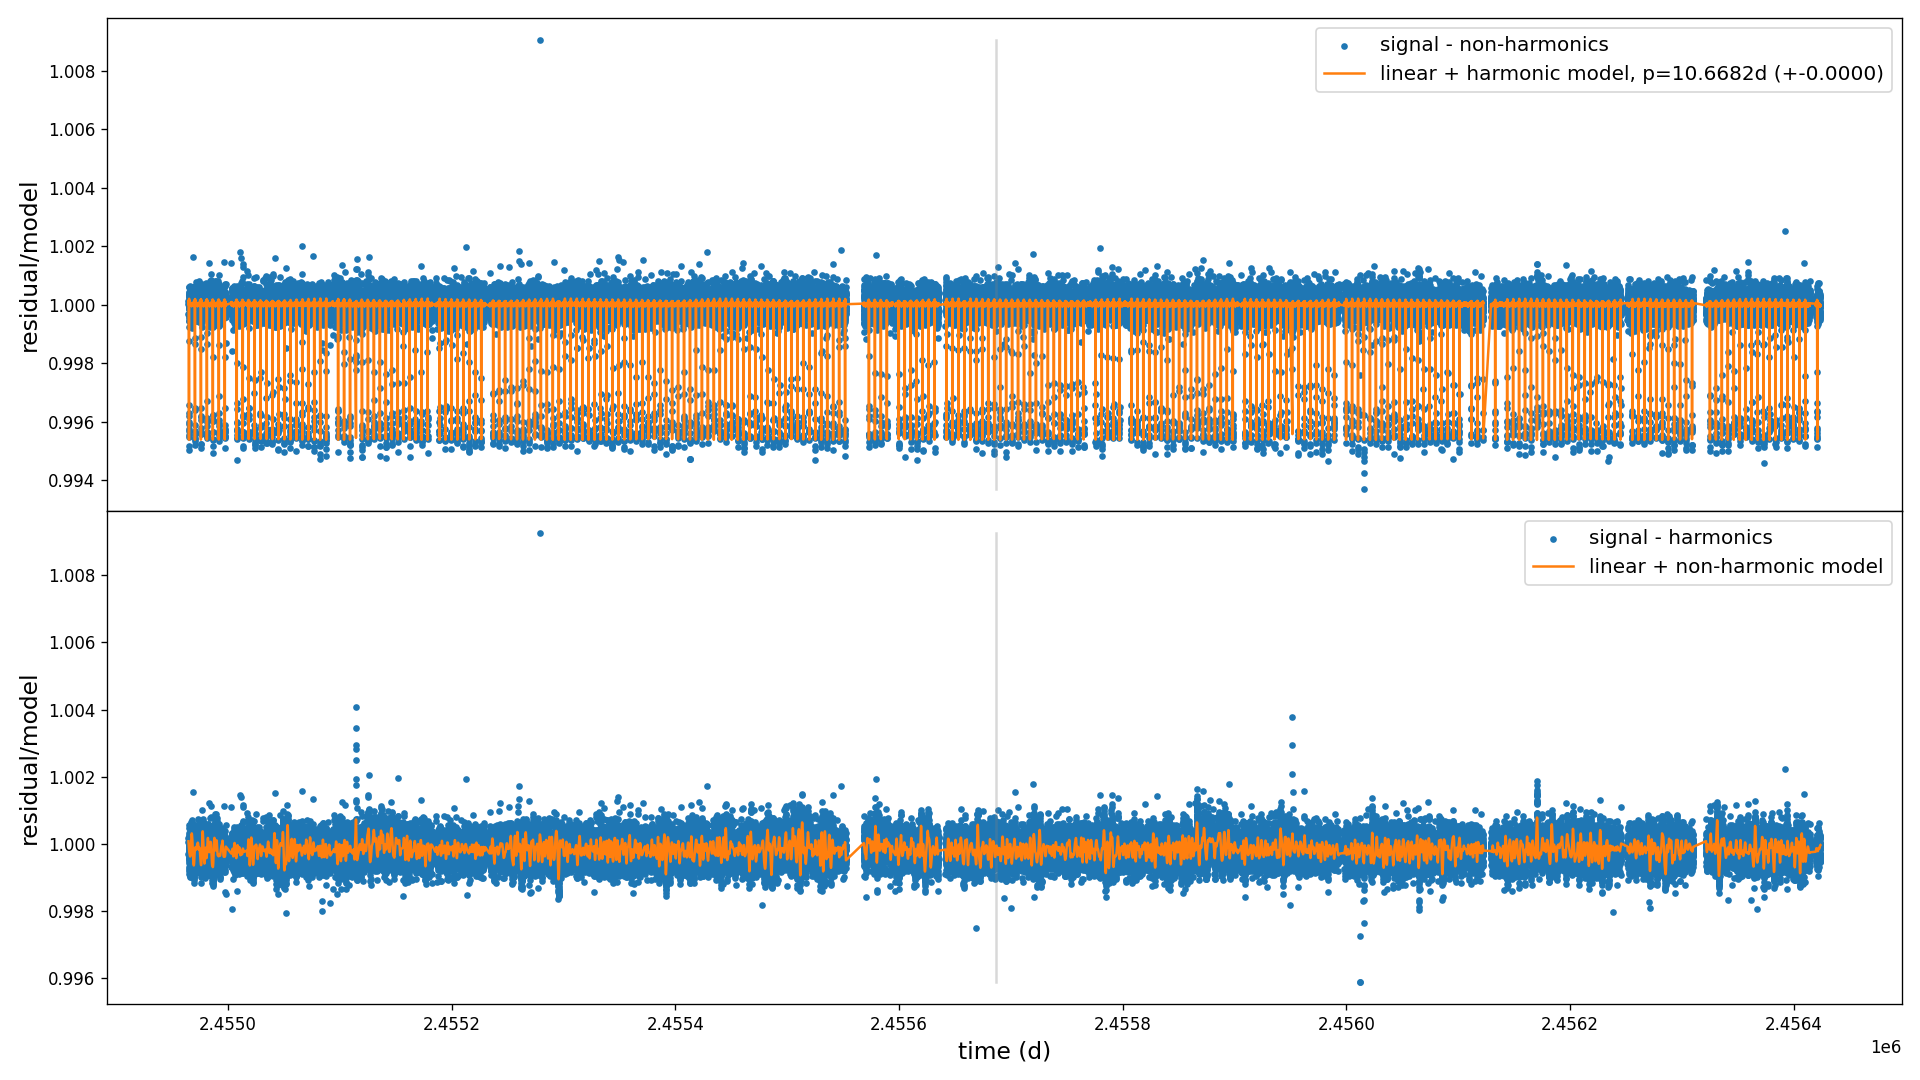 signal - non-harmonics
linear + harmonic model, p=10.6682d (+-0.0000)
residual/model
1.008
1.006
1.004
1.002
1.000
0.998
0.996
0.994
signal - harmonics
linear + non-harmonic model
residual/model
1.008
1.006
1.004
1.002
1.000
0.998
0.996
2.4550
2.4552
2.4554
2.4556
2.4558
2.4560
2.4562
2.4564
time (d)
1e6